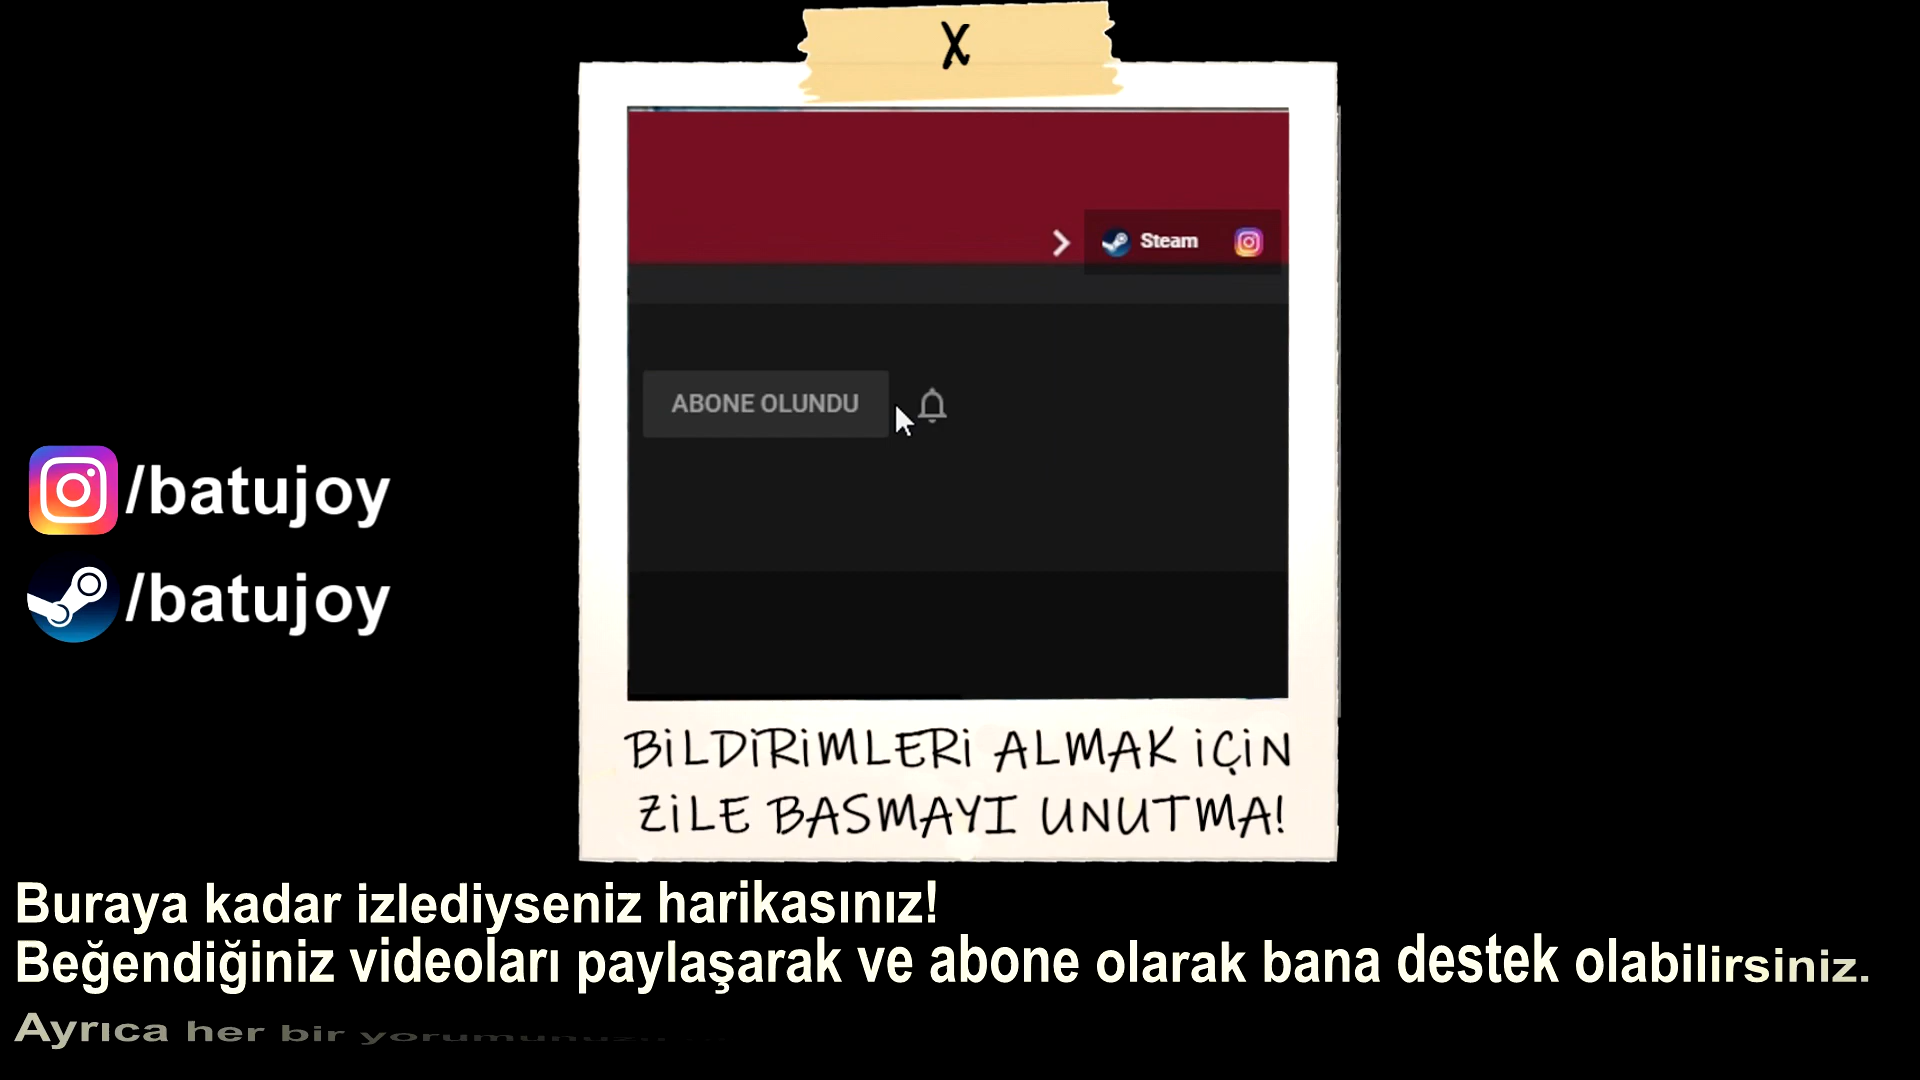 X
Steam
ABONE OLUNDU
/batujoy
/batujoy
BİLDİRİMLERİ ALMAK İÇİN
ZİLE BASMAYI UNUTMA!
Buraya kadar izlediyseniz harikasınız!
Beğendiğiniz videoları paylaşarak ve abone olarak bana destek olabilirsiniz.
Ayrıca her bir